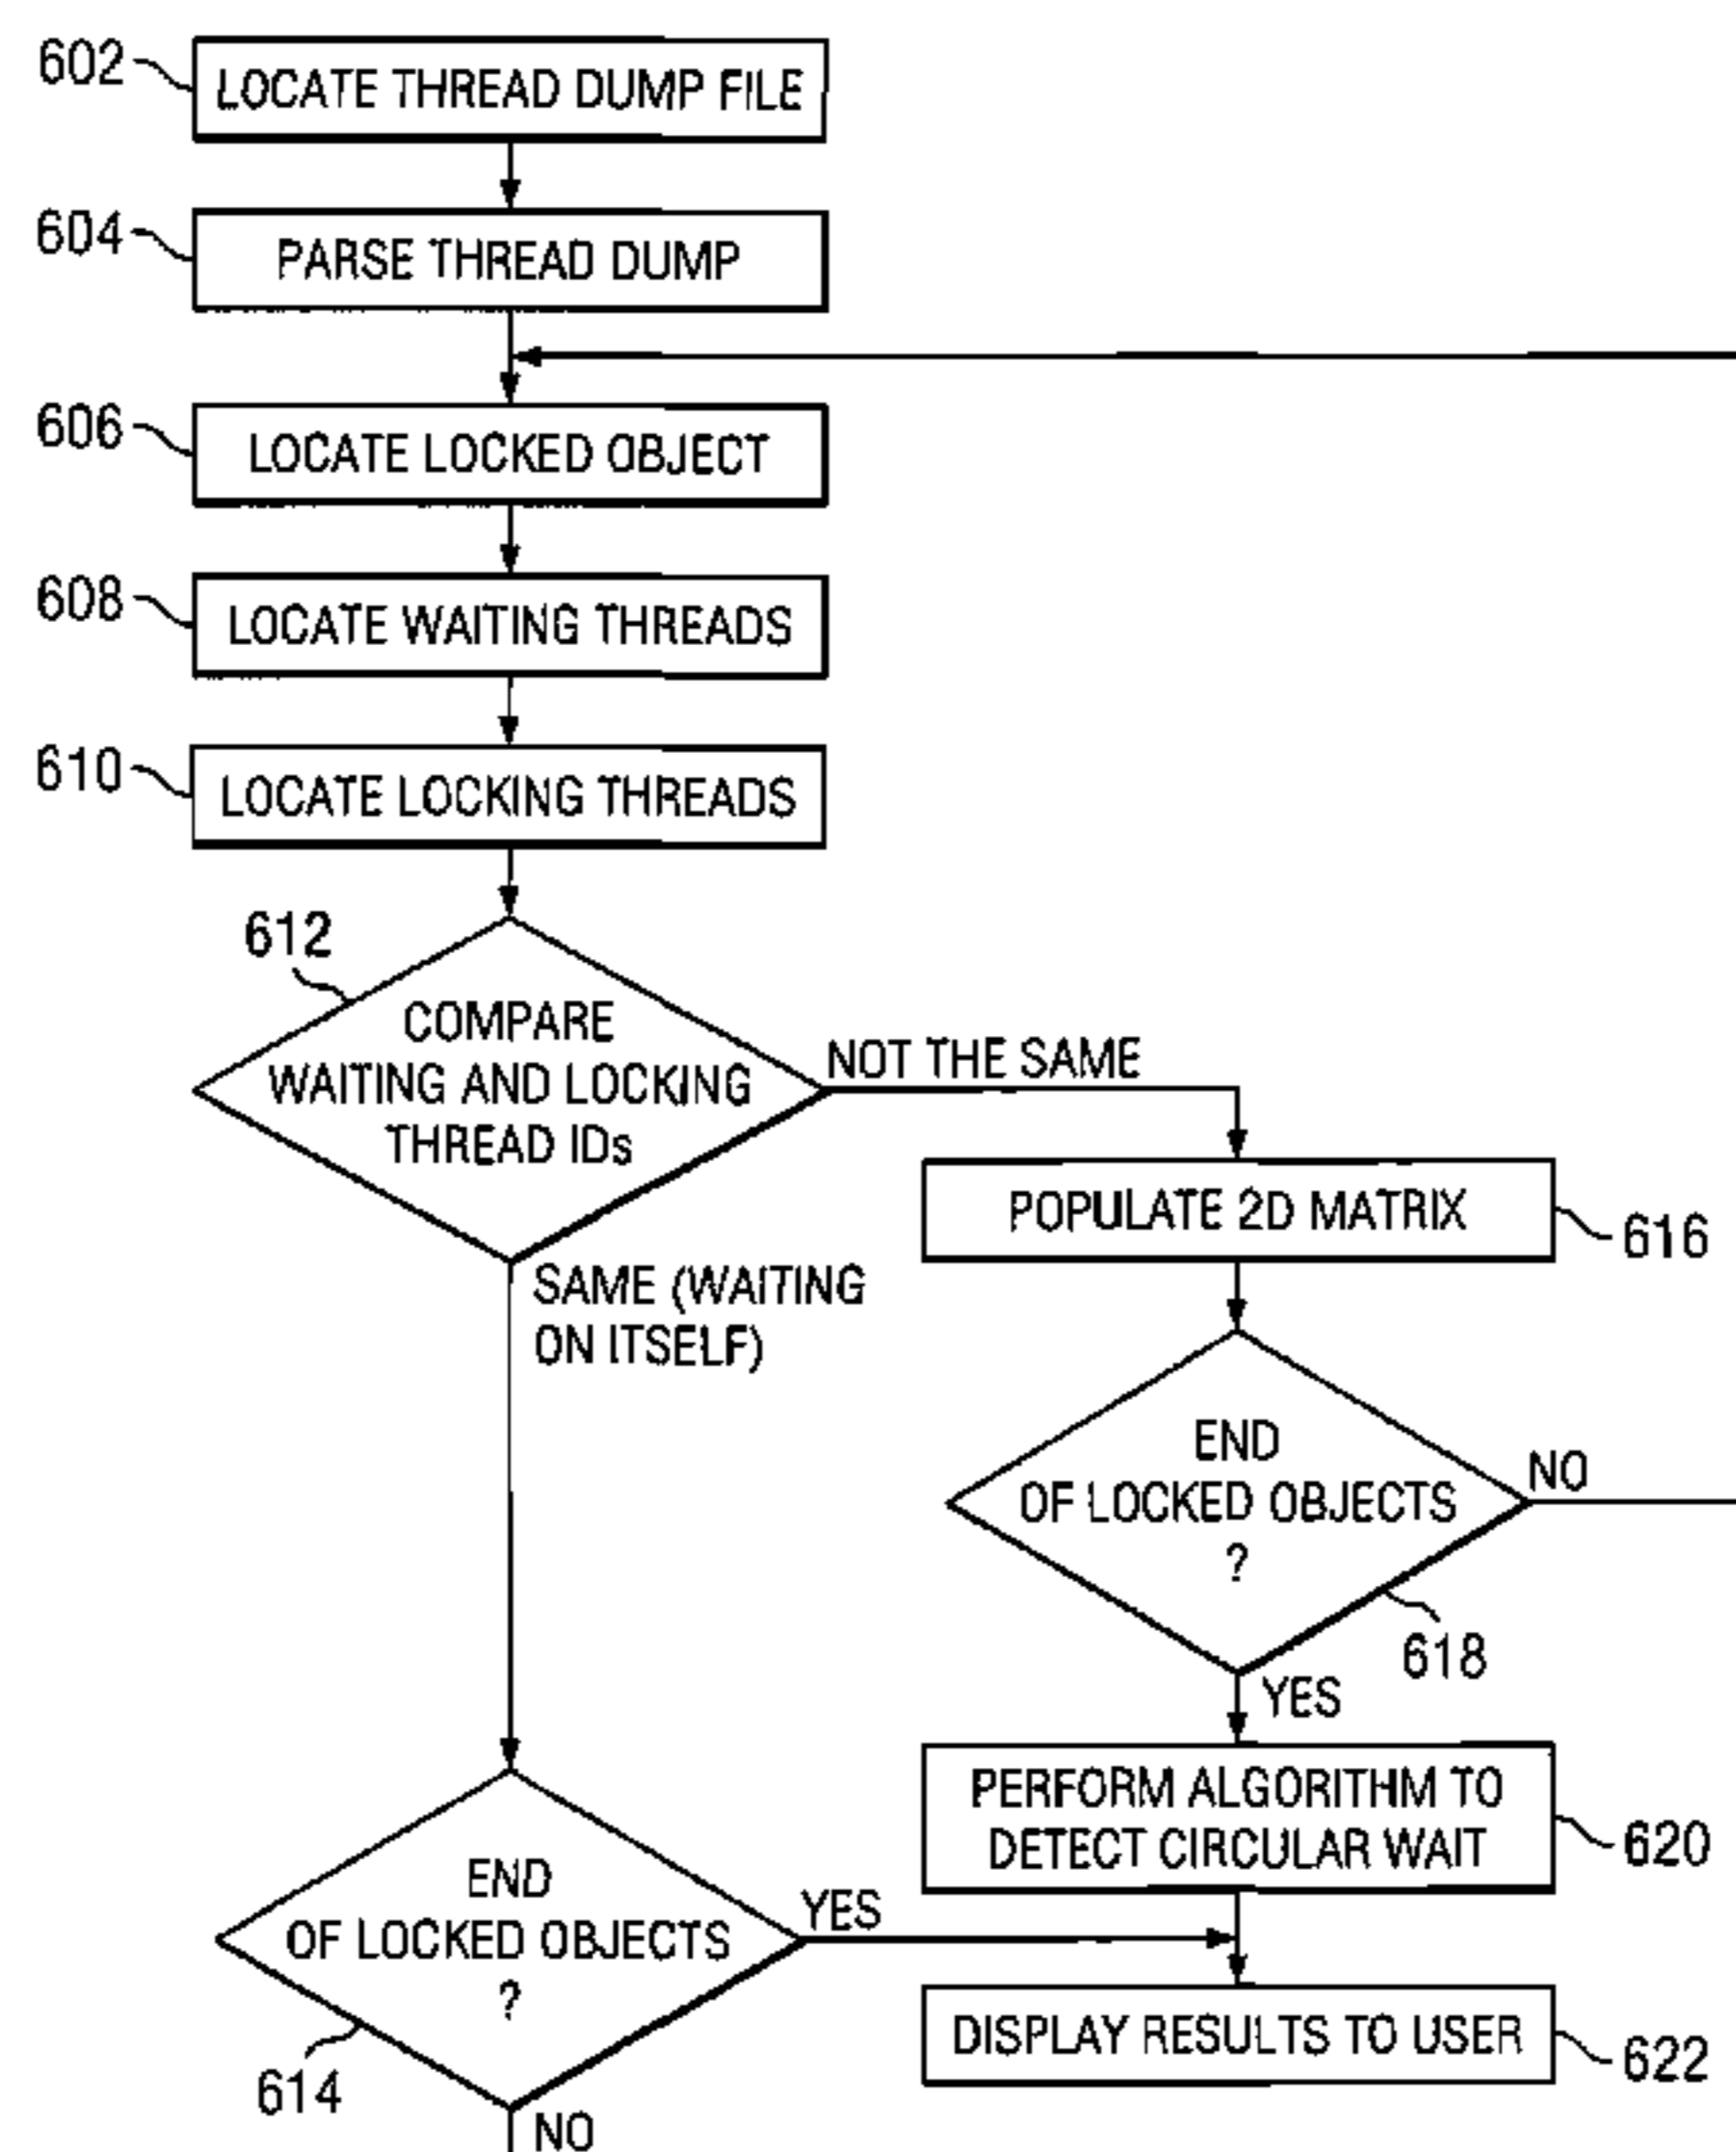 602
LOCATE THREAD DUMP FILE
604
PARSE THREAD DUMP
606
LOCATE LOCKED OBJECT
608
LOCATE WAITING THREADS
610
LOCATE LOCKING THREADS
612
COMPARE
WAITING AND LOCKING
THREAD IDs
NOT THE SAME
SAME (WAITING
ON ITSELF)
POPULATE 2D MATRIX
616
END
OF LOCKED OBJECTS
?
NO
618
YES
PERFORM ALGORITHM TO
DETECT CIRCULAR WAIT
620
END
OF LOCKED OBJECTS
?
YES
614
NO
DISPLAY RESULTS TO USER
622